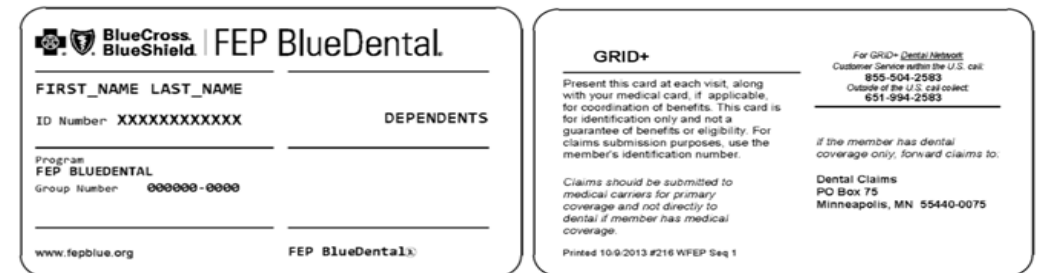 BlueCross. BlueShield. FEP BlueDental.
FIRST_NAME LAST_NAME
ID Number XXXXXXXXXXXX
DEPENDENTS
Program
FEP BLUEDENTAL
Group Number 000000-0000
www.fepblue.org
FEP BlueDental®
GRID+
Present this card at each visit, along
with your medical card, if applicable,
for coordination of benefits. This card is
for identification only and not a
guarantee of benefits or eligibility. For
claims submission purposes, use the
member's identification number.
Claims should be submitted to
medical carriers for primary
coverage and not directly to
dental if member has medical
coverage.
Printed 10-9-2013 #216 WFEP Seq 1
For GRID+ Dental Network
Customer Service within the U.S. call:
855-504-2583
Outside of the U.S. call collect:
651-994-2583
If the member has dental
coverage only, forward claims to:
Dental Claims
PO Box 75
Minneapolis, MN 55440-0075